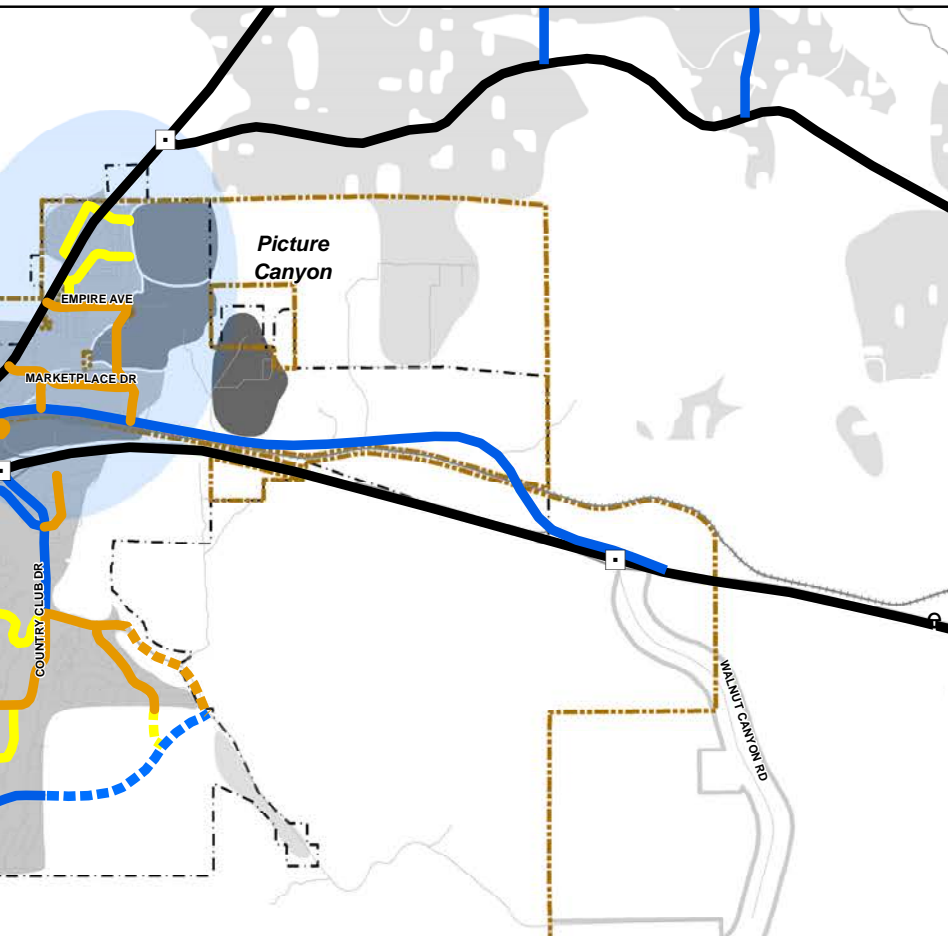 Picture
Canyon
EMPIRE AVE
MARKETPLACE DR
COUNTRY CLUB DR
WALNUT CANYON RD